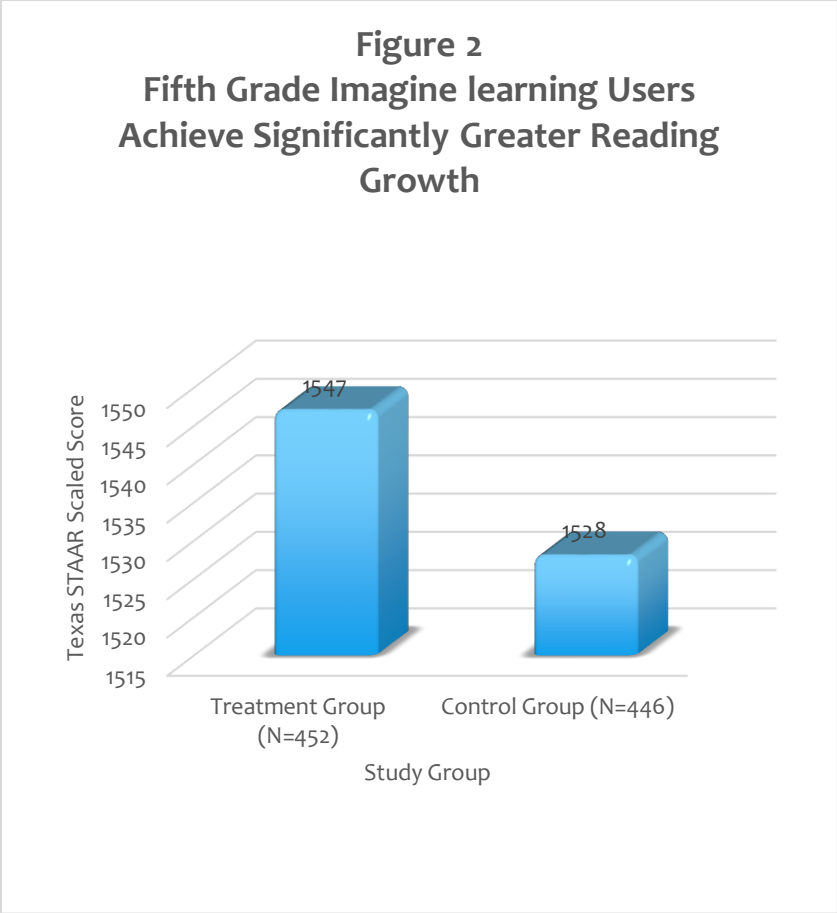 Figure 2
Fifth Grade Imagine learning Users
Achieve Significantly Greater Reading
Growth
Texas STAAR Scaled Score
1550
1545
1540
1535
1530
1525
1520
1515
1547
1528
Treatment Group
(N=452)
Control Group (N=446)
Study Group